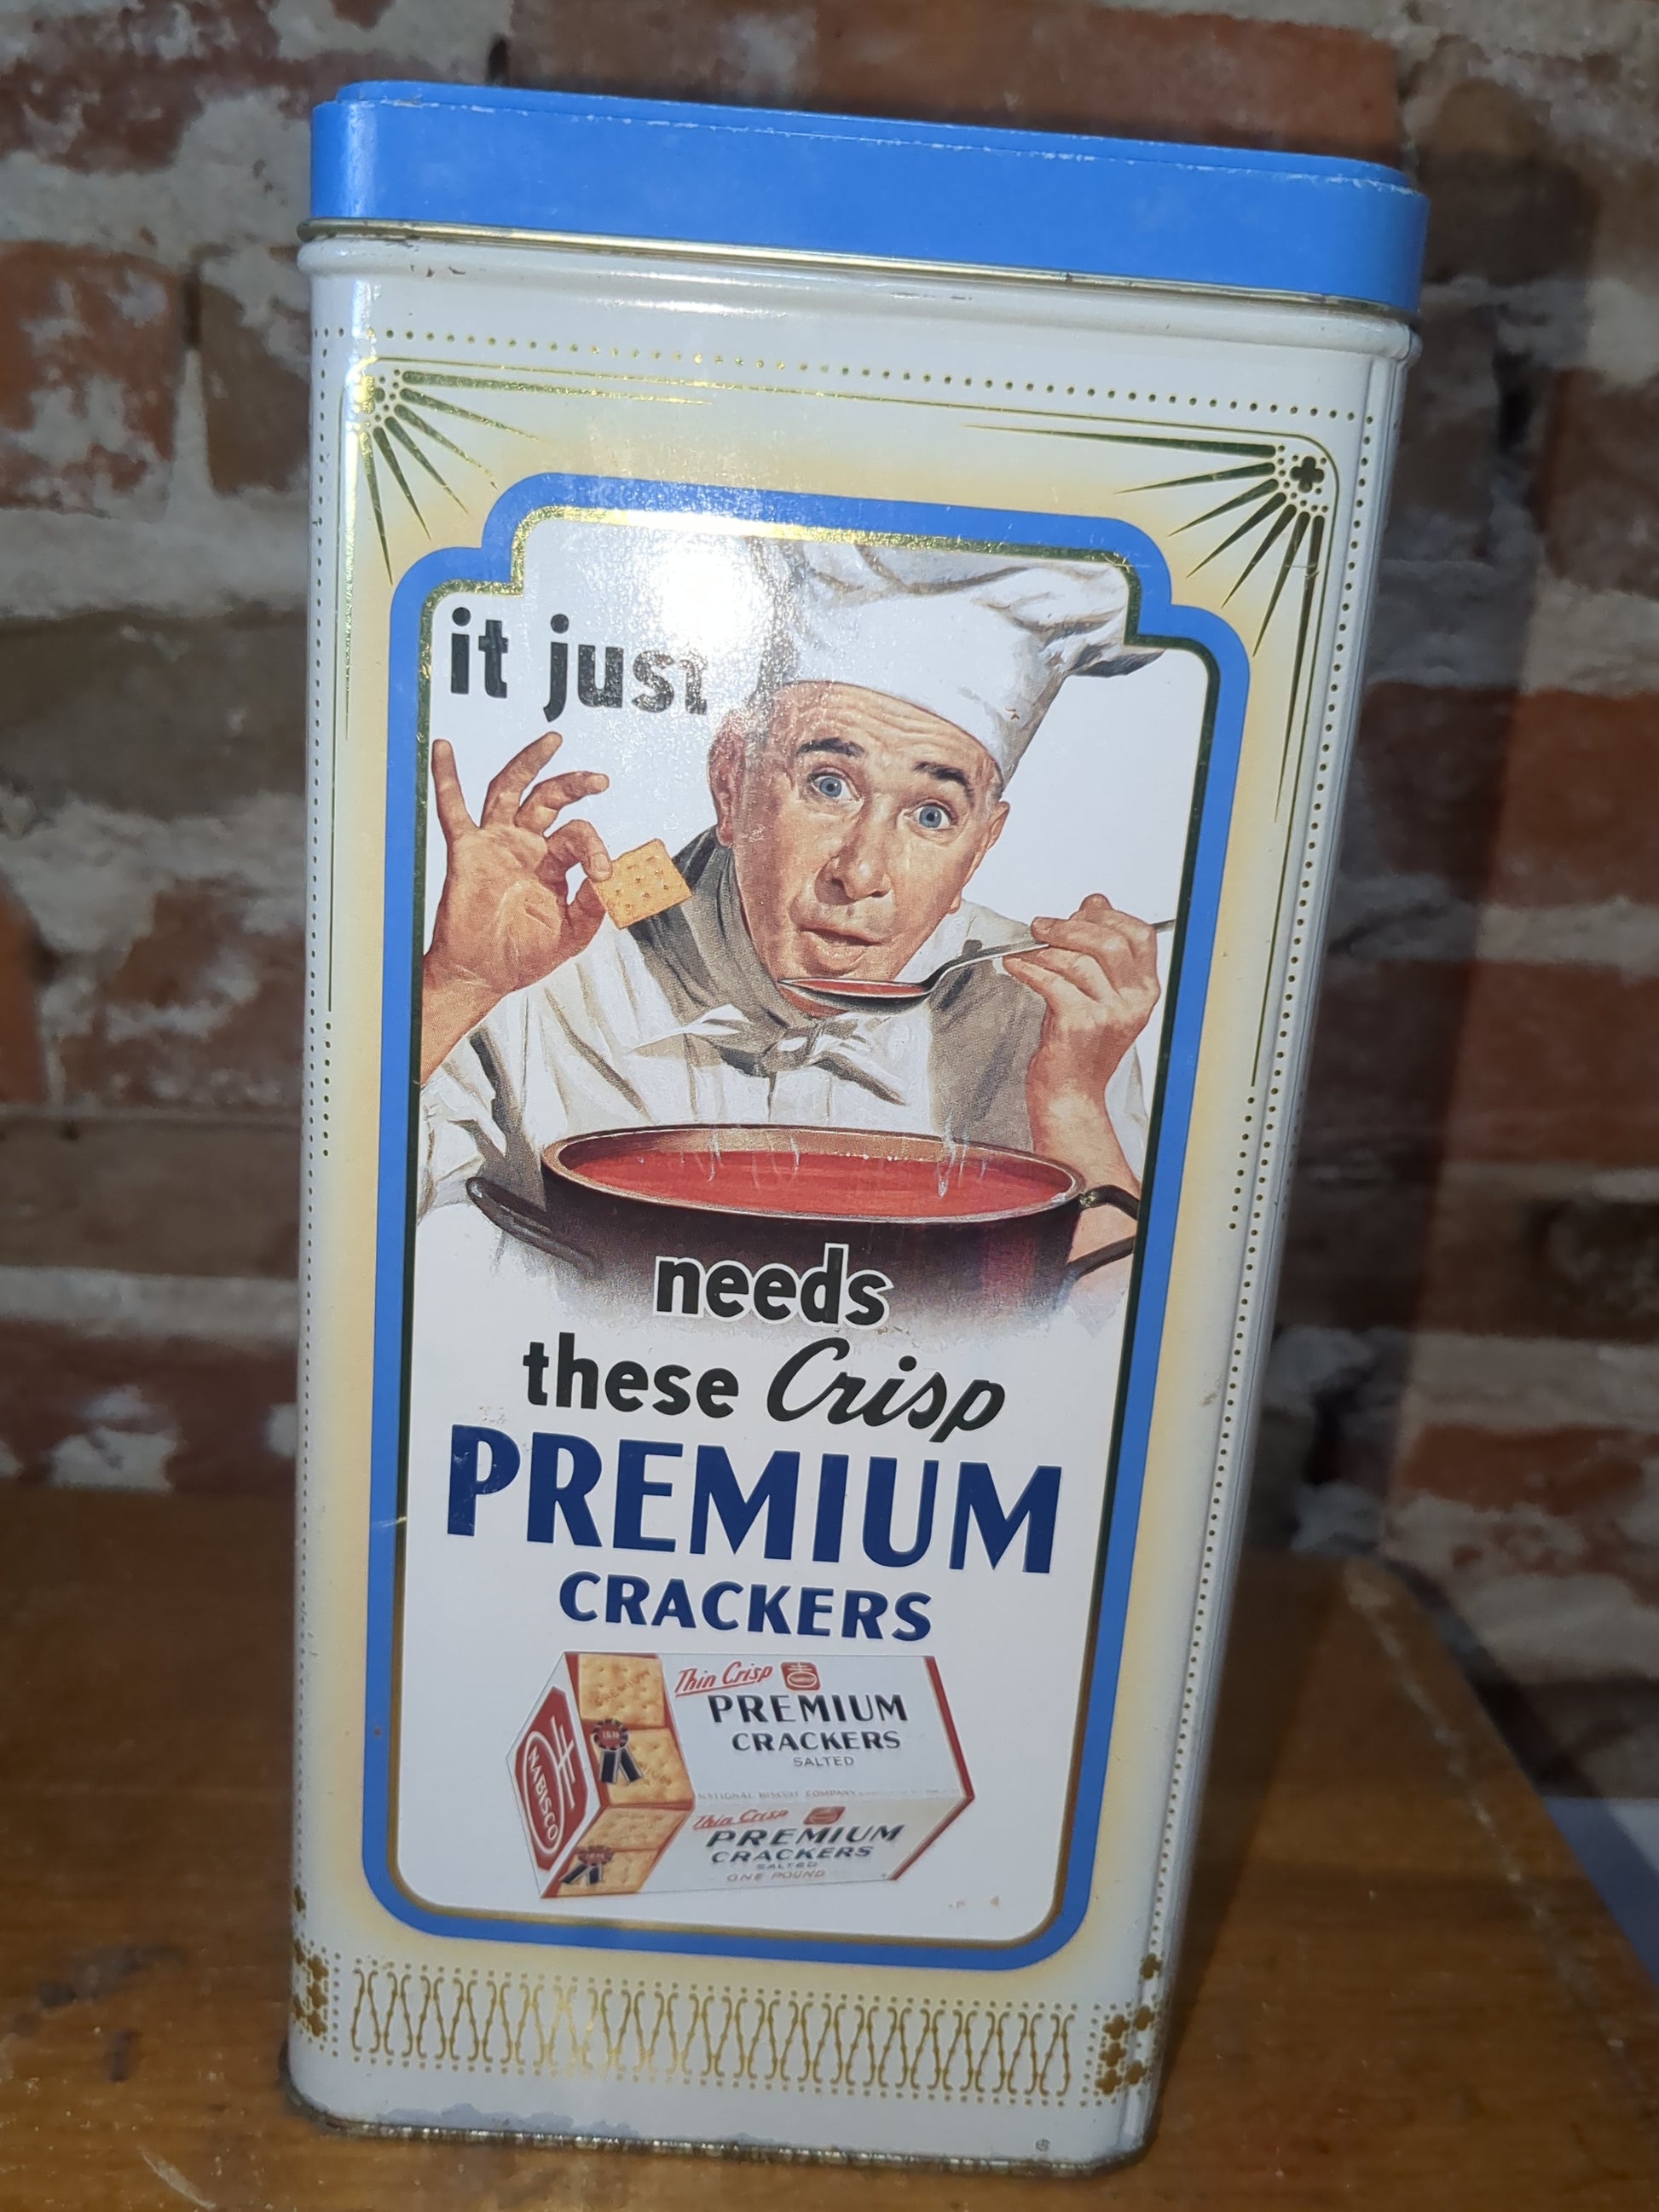 it just
needs
these Crisp
PREMIUM
CRACKERS
Thin Crisp
PREMIUM
CRACKERS
SALTED
NATIONAL BISCUIT COMPANY
NABISCO
Thin Crisp
PREMIUM
CRACKERS
SALTED
ONE POUND